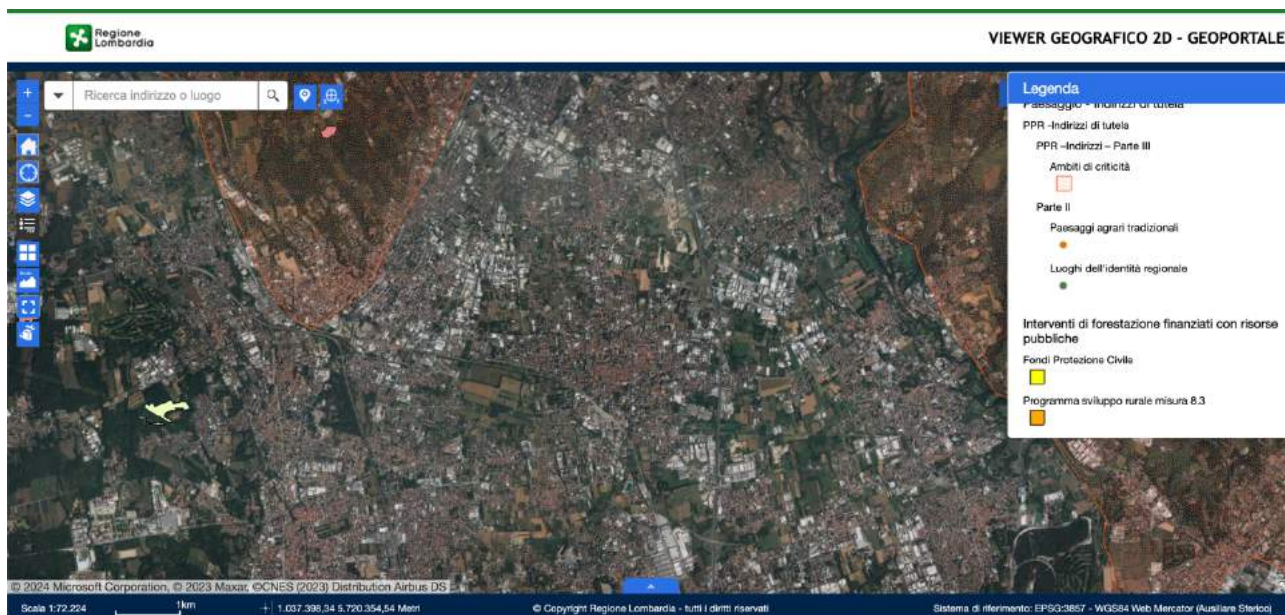 Regione
Lombardia
VIEWER GEOGRAFICO 2D - GEOPORTALE
Ricerca indirizzo o luogo
Legenda
Paesaggio - Indirizzi di tutela
PPR -Indirizzi di tutela
PPR -Indirizzi – Parte III
Ambiti di criticità
Parte II
Paesaggi agrari tradizionali
Luoghi dell'identità regionale
Interventi di forestazione finanziati con risorse
pubbliche
Fondi Protezione Civile
Programma sviluppo rurale misura 8.3
© 2024 Microsoft Corporation, © 2023 Maxar, ©CNES (2023) Distribution Airbus DS
Scala 1:72.224
1km
1.037.398,34 5.720.354,54 Metri
© Copyright Regione Lombardia - tutti i diritti riservati
Sistema di riferimento: EPSG:3857 - WGS84 Web Mercator (Ausiliare Sferico)